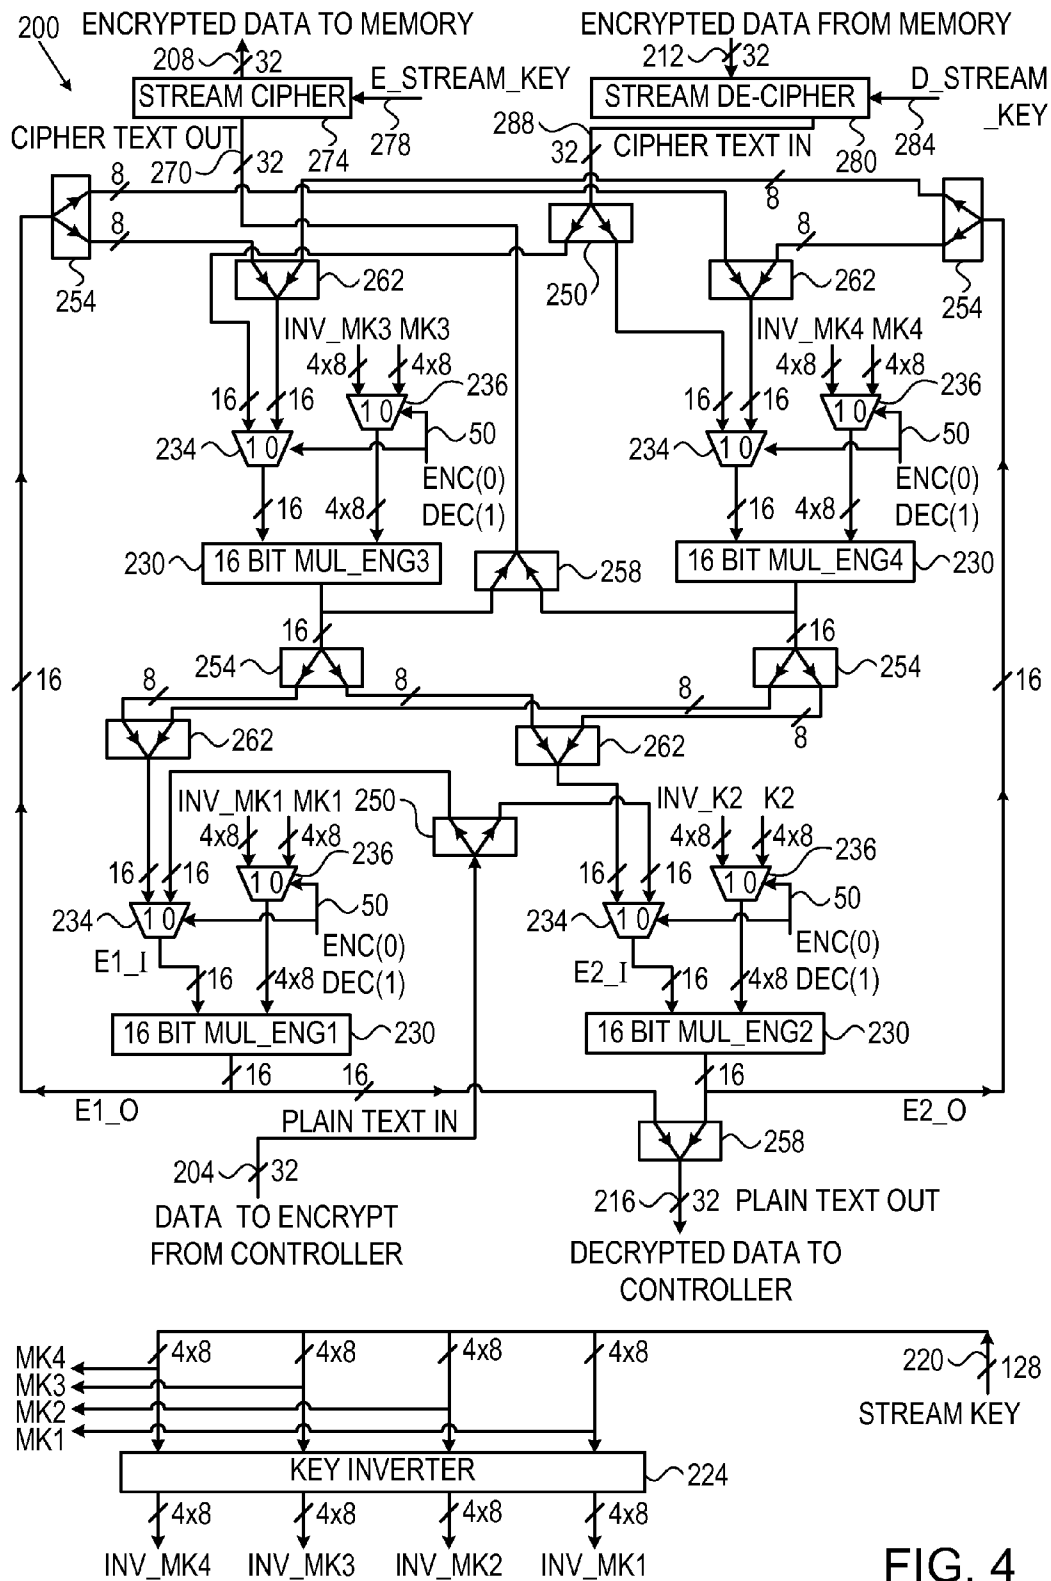 200
ENCRYPTED DATA TO MEMORY
ENCRYPTED DATA FROM MEMORY
208 32
212 32
STREAM CIPHER
E_STREAM_KEY
STREAM DE-CIPHER
D_STREAM
_KEY
CIPHER TEXT OUT
274
278
288
CIPHER TEXT IN
280
284
270
32
32
8
8
8
8
254
262
250
262
254
INV_MK3 MK3
INV_MK4 MK4
4x8 4x8
4x8 4x8
236
236
16 16
16 16
1 0
1 0
234
1 0
50
234
1 0
50
ENC(0)
DEC(1)
ENC(0)
DEC(1)
16
4x8
16
4x8
230
16 BIT MUL_ENG3
258
16 BIT MUL_ENG4
230
16
16
254
254
16
16
8
8
8
8
262
262
INV_MK1 MK1
250
INV_K2 K2
4x8 4x8
4x8 4x8
236
236
16 16
16 16
1 0
1 0
234
1 0
50
234
1 0
50
ENC(0)
DEC(1)
ENC(0)
DEC(1)
E1_I
16
4x8
E2_I
16
4x8
16 BIT MUL_ENG1
230
16 BIT MUL_ENG2
230
16
16
16
E1_O
PLAIN TEXT IN
E2_O
258
204 32
216 32
PLAIN TEXT OUT
DATA TO ENCRYPT
FROM CONTROLLER
DECRYPTED DATA TO
CONTROLLER
4x8
4x8
4x8
4x8
220
128
MK4
MK3
MK2
MK1
STREAM KEY
KEY INVERTER
224
4x8
4x8
4x8
4x8
INV_MK4
INV_MK3
INV_MK2
INV_MK1
FIG. 4